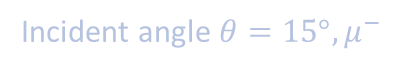 Incident angle θ = 15°, μ⁻